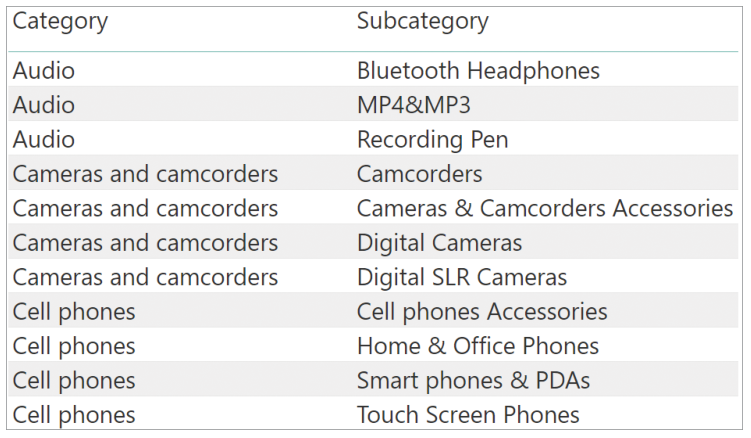 Category Subcategory
Audio Bluetooth Headphones
Audio MP4&MP3
Audio Recording Pen
Cameras and camcorders Camcorders
Cameras and camcorders Cameras & Camcorders Accessories
Cameras and camcorders Digital Cameras
Cameras and camcorders Digital SLR Cameras
Cell phones Cell phones Accessories
Cell phones Home & Office Phones
Cell phones Smart phones & PDAs
Cell phones Touch Screen Phones